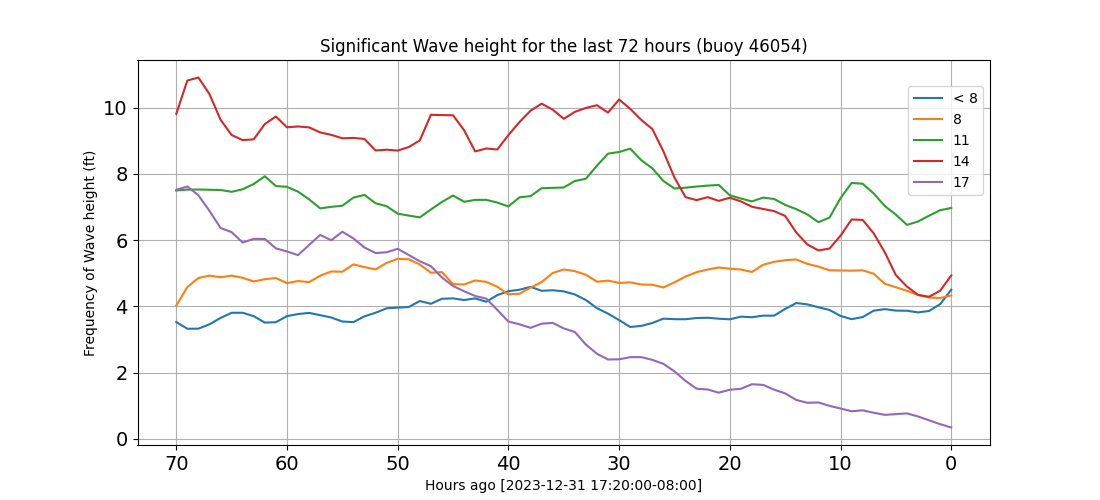 Significant Wave height for the last 72 hours (buoy 46054)
Frequency of Wave height (ft)
10
8
6
4
2
0
< 8
8
11
14
17
70 60 50 40 30 20 10 0
Hours ago [2023-12-31 17:20:00-08:00]